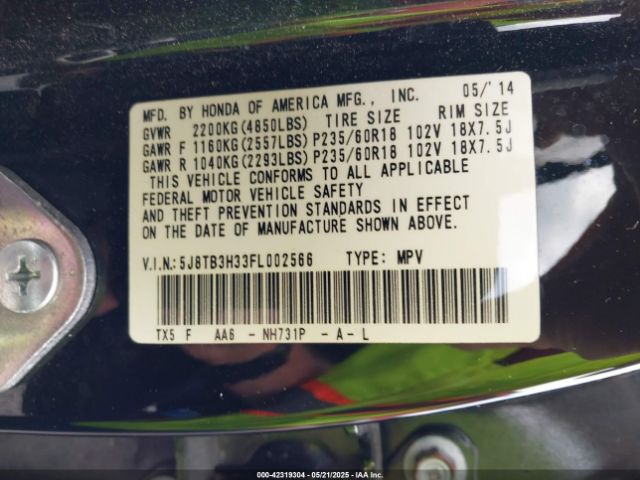 MFD. BY HONDA OF AMERICA MFG., INC. 05/'14
GVWR 2200KG(4850LBS) TIRE SIZE RIM SIZE
GAWR F 1160KG(2557LBS) P235/60R18 102V 18X7.5J
GAWR R 1040KG(2293LBS) P235/60R18 102V 18X7.5J
THIS VEHICLE CONFORMS TO ALL APPLICABLE
FEDERAL MOTOR VEHICLE SAFETY
AND THEFT PREVENTION STANDARDS IN EFFECT
ON THE DATE OF MANUFACTURE SHOWN ABOVE.
V.I.N.:5J8TB3H33FL002566 TYPE: MPV
TX5 F AA6 -NH731P -A-L
000-42319304 - 05/21/2025 - IAAI.com